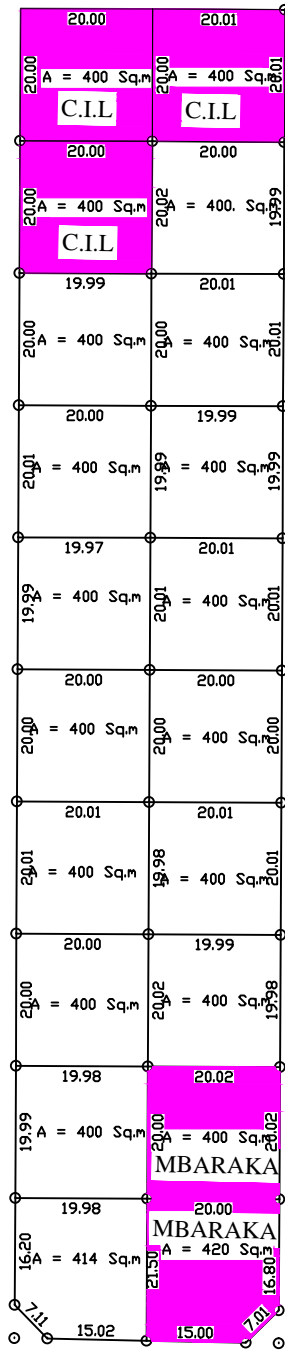 20.00 20.01
20.00 A = 400 Sq.m A = 400 Sq.m 20.01
C.I.L C.I.L
20.00 20.00
20.00 A = 400 Sq.m 20.02 A = 400. Sq.m 19.99
C.I.L
19.99 20.01
20.00 A = 400 Sq.m 20.00 A = 400 Sq.m 20.01
20.00 19.99
20.01 A = 400 Sq.m 19.99 A = 400 Sq.m 19.99
19.97 20.01
19.99 A = 400 Sq.m 20.01 A = 400 Sq.m 20.01
20.00 20.00
20.00 A = 400 Sq.m 20.00 A = 400 Sq.m 20.00
20.01 20.01
20.01 A = 400 Sq.m 19.98 A = 400 Sq.m 20.01
20.00 19.99
20.00 A = 400 Sq.m 20.02 A = 400 Sq.m 19.98
19.98 20.02
19.99 A = 400 Sq.m 20.00 A = 400 Sq.m 20.02
MBARAKA
19.98 20.00
MBARAKA
16.20 A = 414 Sq.m 21.50 A = 420 Sq.m 16.80
7.11 15.02 15.00 7.01